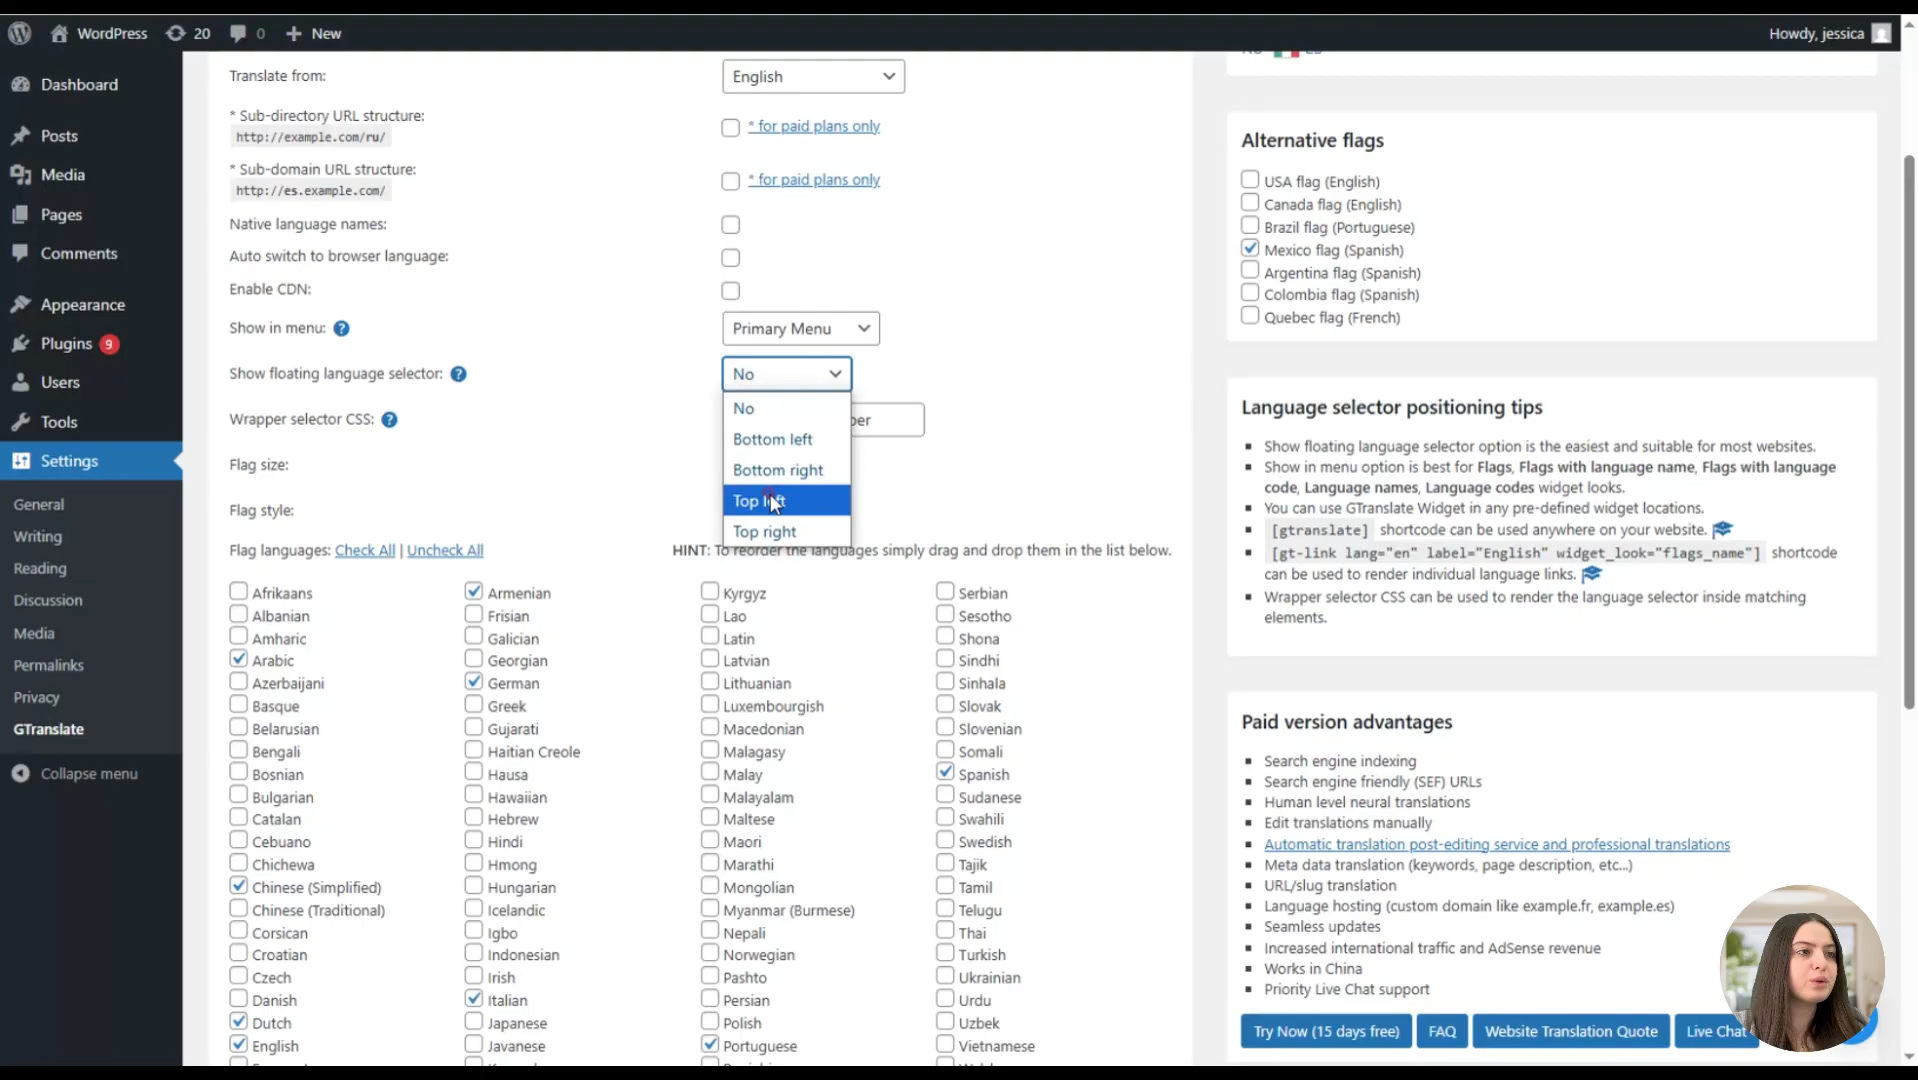 WordPress 20 0 New
Howdy, jessica
Dashboard
Posts
Media
Pages
Comments
Appearance
Plugins 9
Users
Tools
Settings
General
Writing
Reading
Discussion
Media
Permalinks
Privacy
GTranslate
Collapse menu
Translate from: English
* Sub-directory URL structure:
http://example.com/ru/
* for paid plans only
* Sub-domain URL structure:
http://es.example.com/
* for paid plans only
Native language names:
Auto switch to browser language:
Enable CDN:
Show in menu: ? Primary Menu
Show floating language selector: ? No
No
Bottom left
Bottom right
Top left
Top right
Wrapper selector CSS: ?
Flag size:
Flag style:
Flag languages: Check All | Uncheck All
HINT: To reorder the languages simply drag and drop them in the list below.
Afrikaans
Albanian
Amharic
Arabic
Azerbaijani
Basque
Belarusian
Bengali
Bosnian
Bulgarian
Catalan
Cebuano
Chichewa
Chinese (Simplified)
Chinese (Traditional)
Corsican
Croatian
Czech
Danish
Dutch
English
Armenian
Frisian
Galician
Georgian
German
Greek
Gujarati
Haitian Creole
Hausa
Hawaiian
Hebrew
Hindi
Hmong
Hungarian
Icelandic
Igbo
Indonesian
Irish
Italian
Japanese
Javanese
Kyrgyz
Lao
Latin
Latvian
Lithuanian
Luxembourgish
Macedonian
Malagasy
Malay
Malayalam
Maltese
Maori
Marathi
Mongolian
Myanmar (Burmese)
Nepali
Norwegian
Pashto
Persian
Polish
Portuguese
Serbian
Sesotho
Shona
Sindhi
Sinhala
Slovak
Slovenian
Somali
Spanish
Sudanese
Swahili
Swedish
Tajik
Tamil
Telugu
Thai
Turkish
Ukrainian
Urdu
Uzbek
Vietnamese
Alternative flags
USA flag (English)
Canada flag (English)
Brazil flag (Portuguese)
Mexico flag (Spanish)
Argentina flag (Spanish)
Colombia flag (Spanish)
Quebec flag (French)
Language selector positioning tips
Show floating language selector option is the easiest and suitable for most websites.
Show in menu option is best for Flags, Flags with language name, Flags with language
code, Language names, Language codes widget looks.
You can use GTranslate Widget in any pre-defined widget locations.
[gtranslate] shortcode can be used anywhere on your website.
[gt-link lang="en" label="English" widget_look="flags_name"] shortcode
can be used to render individual language links.
Wrapper selector CSS can be used to render the language selector inside matching
elements.
Paid version advantages
Search engine indexing
Search engine friendly (SEF) URLs
Human level neural translations
Edit translations manually
Automatic translation post-editing service and professional translations
Meta data translation (keywords, page description, etc...)
URL/slug translation
Language hosting (custom domain like example.fr, example.es)
Seamless updates
Increased international traffic and AdSense revenue
Works in China
Priority Live Chat support
Try Now (15 days free)
FAQ
Website Translation Quote
Live Chat